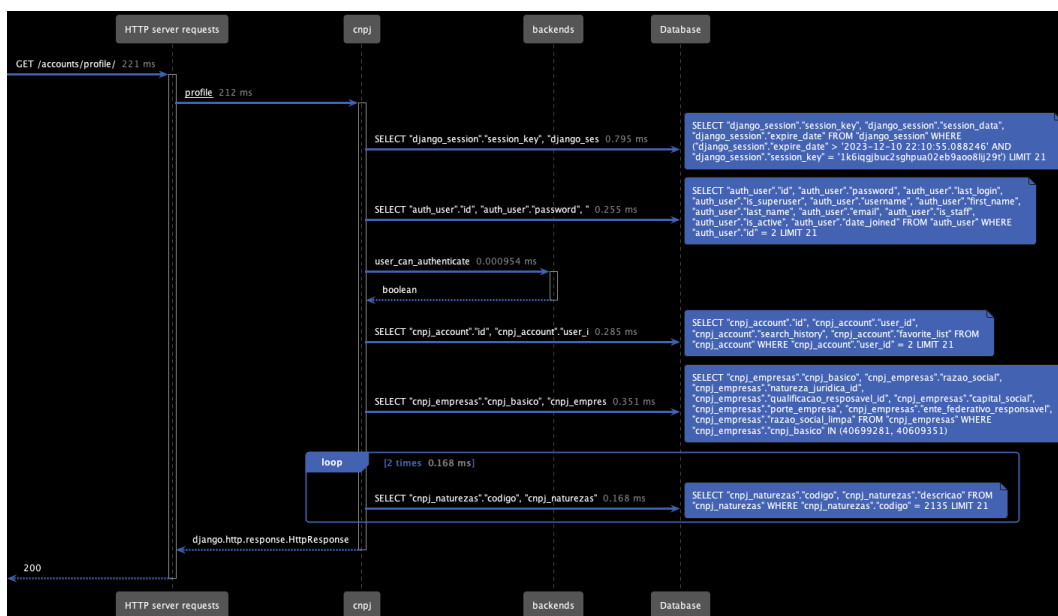 HTTP server requests
cnpj
backends
Database
GET /accounts/profile/ 221 ms
profile 212 ms
SELECT "django_session"."session_key", "django_ses 0.795 ms
SELECT "django_session"."session_key", "django_session"."session_data",
"django_session"."expire_date" FROM "django_session" WHERE
("django_session"."expire_date" > '2023-12-10 22:10:55.088246' AND
"django_session"."session_key" = '1k6iqgjbuc2sghpua02eb9aoo8lij29t') LIMIT 21
SELECT "auth_user"."id", "auth_user"."password", " 0.255 ms
SELECT "auth_user"."id", "auth_user"."password", "auth_user"."last_login",
"auth_user"."is_superuser", "auth_user"."username", "auth_user"."first_name",
"auth_user"."last_name", "auth_user"."email", "auth_user"."is_staff",
"auth_user"."is_active", "auth_user"."date_joined" FROM "auth_user" WHERE
"auth_user"."id" = 2 LIMIT 21
user_can_authenticate 0.000954 ms
boolean
SELECT "cnpj_account"."id", "cnpj_account"."user_i 0.285 ms
SELECT "cnpj_account"."id", "cnpj_account"."user_id",
"cnpj_account"."search_history", "cnpj_account"."favorite_list" FROM
"cnpj_account" WHERE "cnpj_account"."user_id" = 2 LIMIT 21
SELECT "cnpj_empresas"."cnpj_basico", "cnpj_empres 0.351 ms
SELECT "cnpj_empresas"."cnpj_basico", "cnpj_empresas"."razao_social",
"cnpj_empresas"."natureza_juridica_id",
"cnpj_empresas"."qualificacao_resposavel_id", "cnpj_empresas"."capital_social",
"cnpj_empresas"."porte_empresa", "cnpj_empresas"."ente_federativo_responsavel",
"cnpj_empresas"."razao_social_limpa" FROM "cnpj_empresas" WHERE
"cnpj_empresas"."cnpj_basico" IN (40699281, 40609351)
loop
[2 times 0.168 ms]
SELECT "cnpj_naturezas"."codigo", "cnpj_naturezas" 0.168 ms
SELECT "cnpj_naturezas"."codigo", "cnpj_naturezas"."descricao" FROM
"cnpj_naturezas" WHERE "cnpj_naturezas"."codigo" = 2135 LIMIT 21
django.http.response.HttpResponse
200
HTTP server requests
cnpj
backends
Database